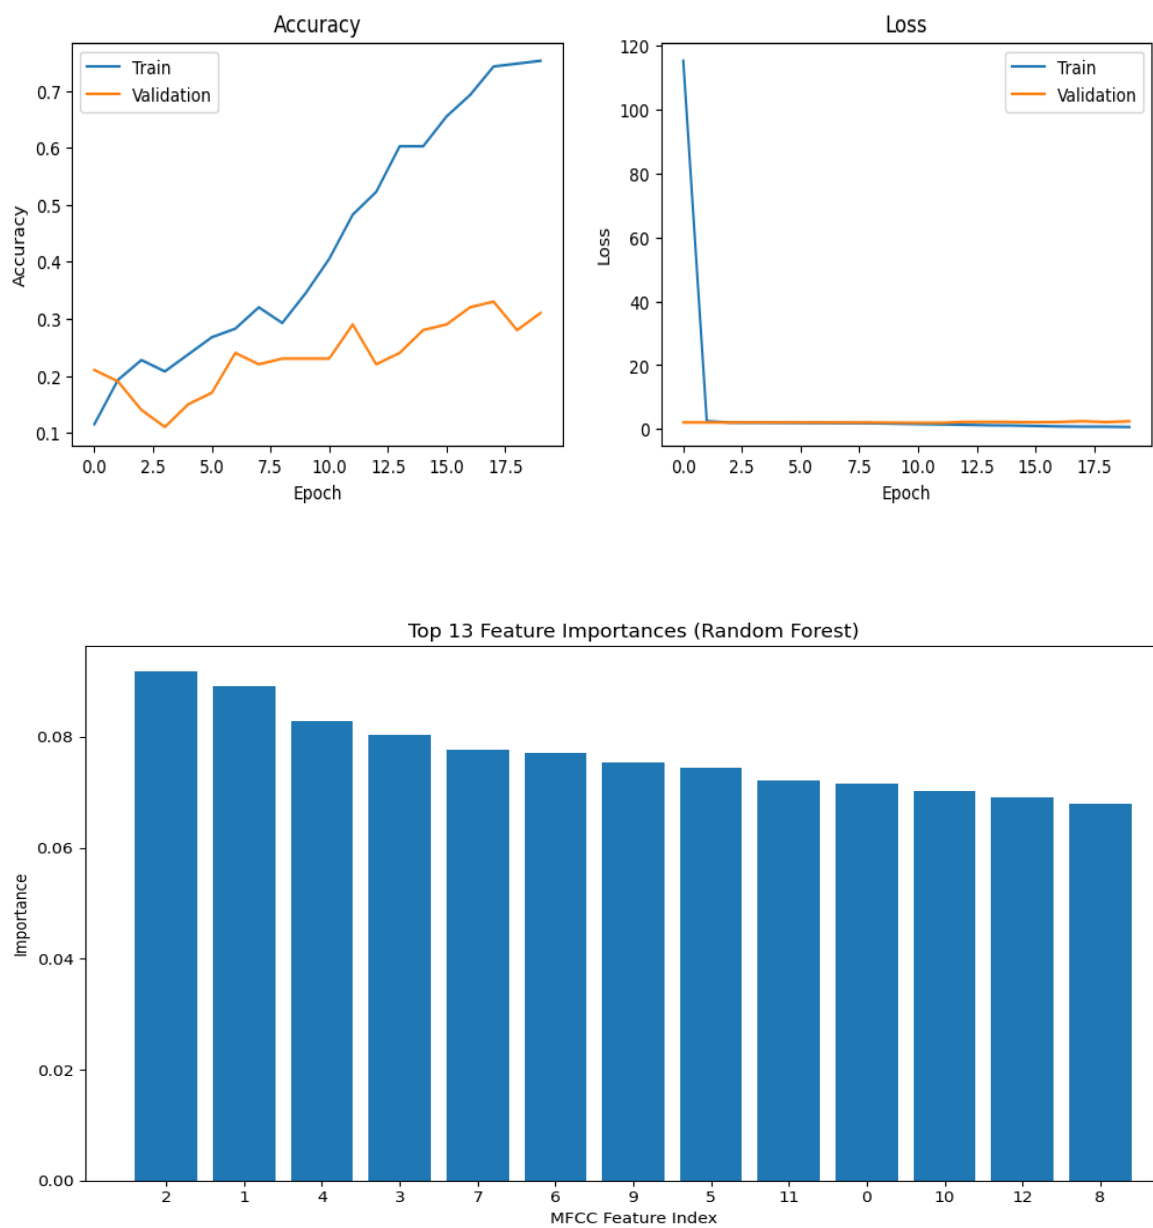 Accuracy
Train
Validation
0.7
0.6
0.5
0.4
0.3
0.2
0.1
Accuracy
0.0 2.5 5.0 7.5 10.0 12.5 15.0 17.5
Epoch
Loss
Train
Validation
120
100
80
60
40
20
0
Loss
0.0 2.5 5.0 7.5 10.0 12.5 15.0 17.5
Epoch
Top 13 Feature Importances (Random Forest)
0.08
0.06
0.04
0.02
0.00
Importance
2 1 4 3 7 6 9 5 11 0 10 12 8
MFCC Feature Index